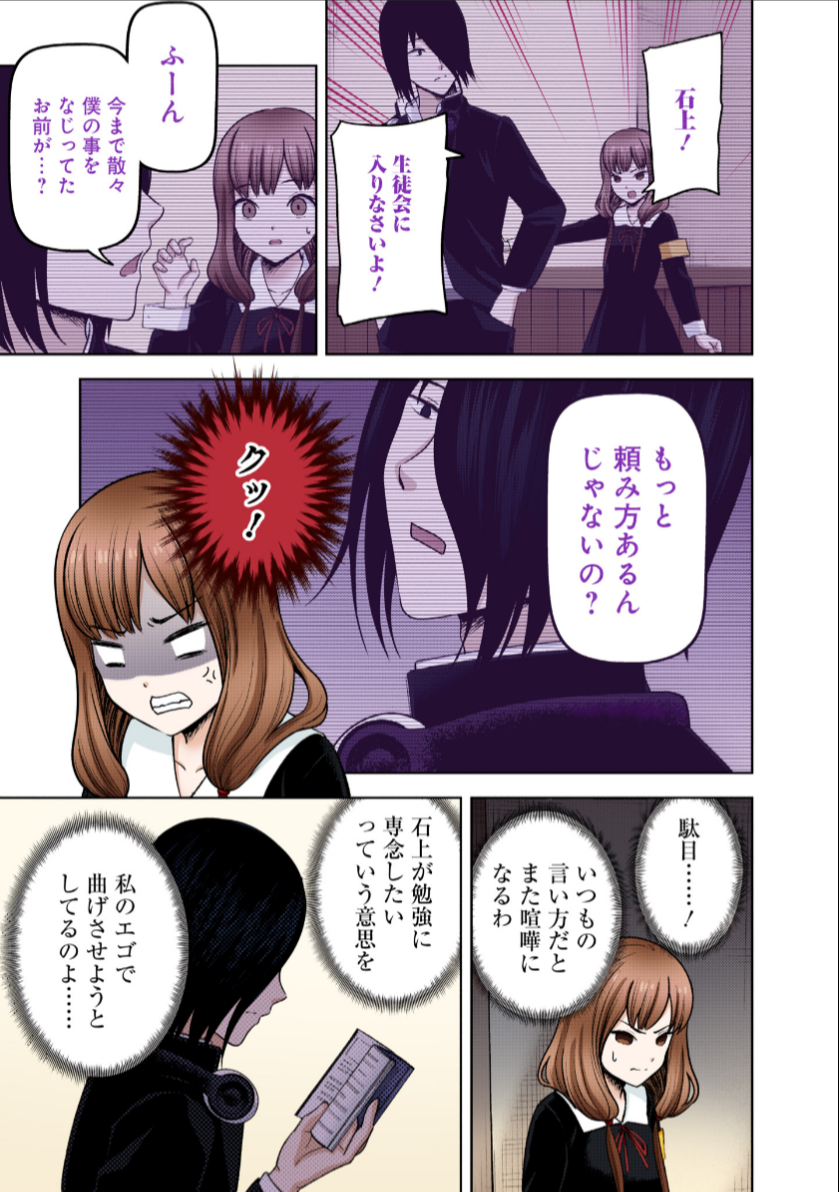 石上！
生徒会に
入りなさいよ！
ふーん
今まで散々
僕の事を
なじってた
お前が…？
もっと
頼み方あるん
じゃないの？
クッ！
駄目……！
いつもの
言い方だと
また喧嘩に
なるわ
石上が勉強に
専念したい
っていう意思を
私のエゴで
曲げさせようと
してるのよ……